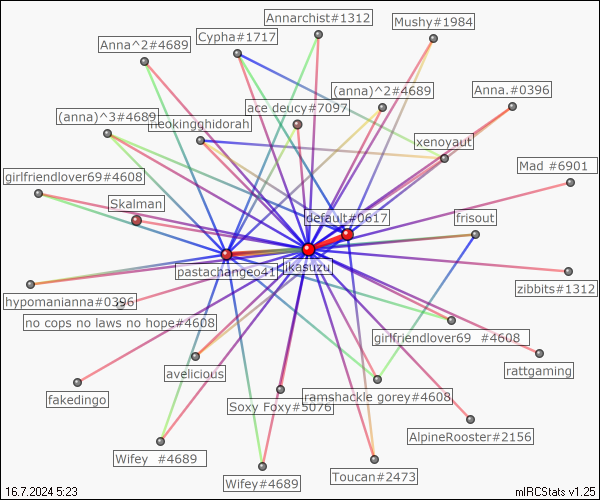 Annarchist#1312
Mushy#1984
Cypha#1717
Anna^2#4689
(anna)^2#4689
Anna.#0396
ace deucy#7097
(anna)^3#4689
neokingghidorah
xenoyaut
Mad #6901
girlfriendlover69#4608
Skalman
default#0617
frisout
pastachangeo41
jkasuzu
zibbits#1312
hypomanianna#0396
no cops no laws no hope#4608
girlfriendlover69 #4608
rattgaming
avelicious
fakedingo
Soxy Foxy#5076
ramshackle gorey#4608
AlpineRooster#2156
Wifey #4689
Wifey#4689
Toucan#2473
16.7.2024 5:23
mIRCStats v1.25